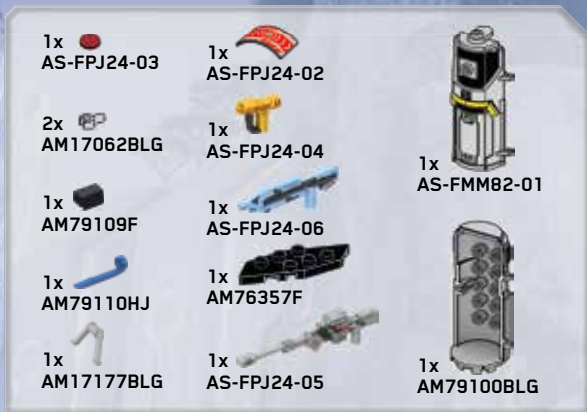 1x
AS-FPJ24-03
2x
AM17062BLG
1x
AM79109F
1x
AM79110HJ
1x
AM17177BLG
1x
AS-FPJ24-02
1x
AS-FPJ24-04
1x
AS-FPJ24-06
1x
AM76357F
1x
AS-FPJ24-05
1x
AS-FMM82-01
1x
AM79100BLG